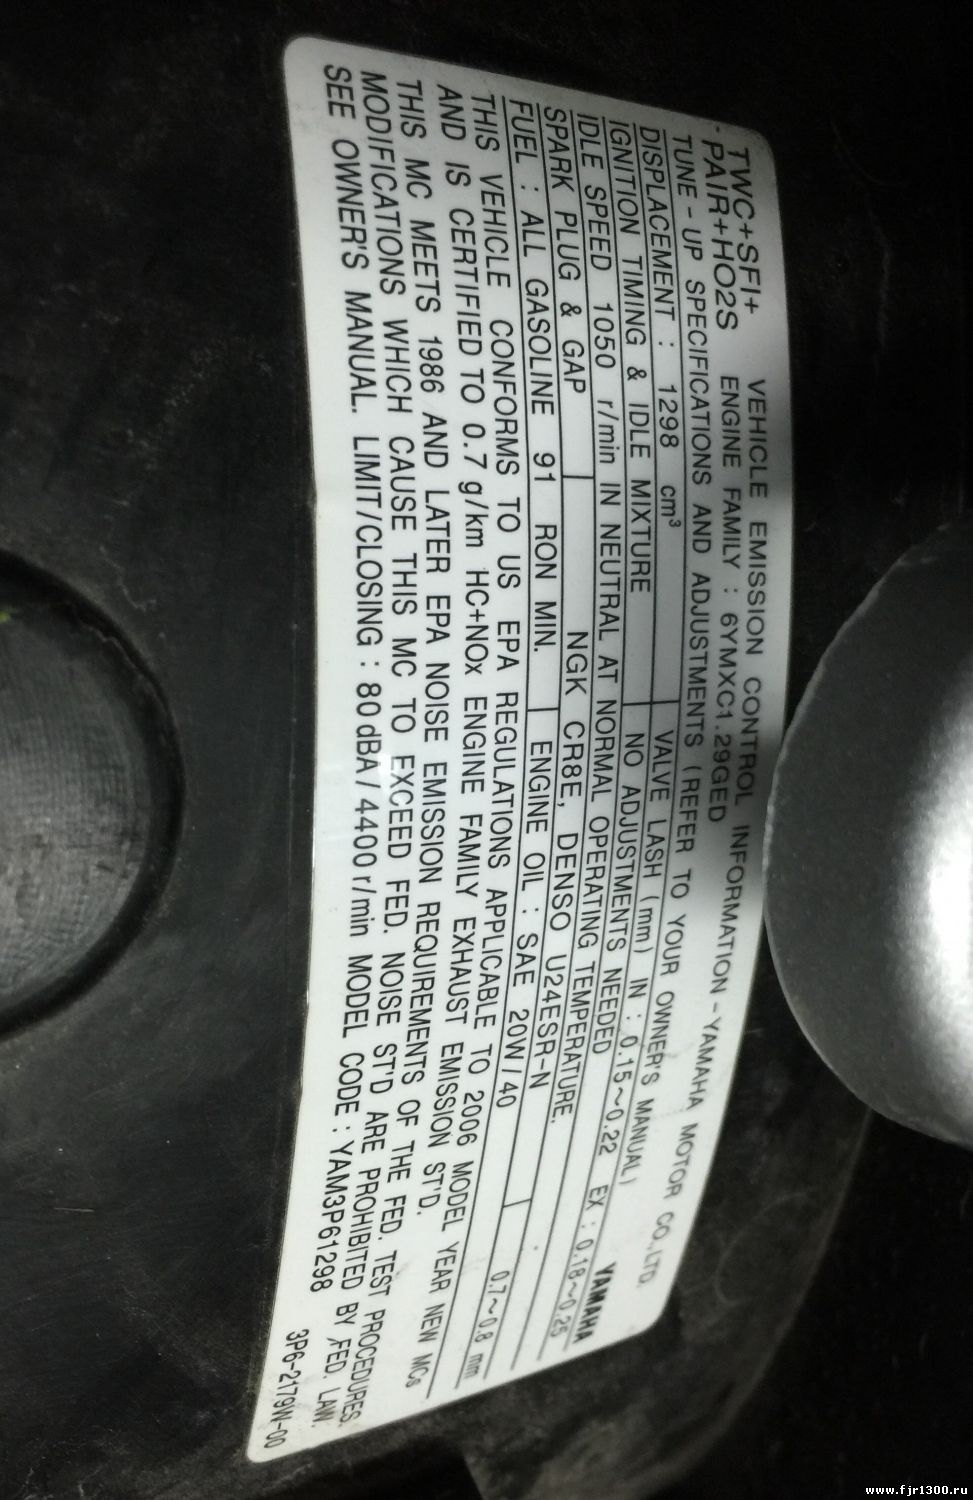 VEHICLE EMISSION CONTROL INFORMATION - YAMAHA MOTOR CO.,LTD.
TWC+SFI+
PAIR+HO2S ENGINE FAMILY : 6YMXC1.29GED YAMAHA
TUNE-UP SPECIFICATIONS AND ADJUSTMENTS (REFER TO YOUR OWNER'S MANUAL)
DISPLACEMENT : 1298 cm³ VALVE LASH (mm) IN : 0.15~0.22 EX : 0.18~0.25
IGNITION TIMING & IDLE MIXTURE NO ADJUSTMENTS NEEDED
IDLE SPEED 1050 r/min IN NEUTRAL AT NORMAL OPERATING TEMPERATURE.
SPARK PLUG & GAP NGK CR8E, DENSO U24ESR-N 0.7~0.8 mm
FUEL : ALL GASOLINE 91 RON MIN. ENGINE OIL : SAE 20W/40
THIS VEHICLE CONFORMS TO US EPA REGULATIONS APPLICABLE TO 2006 MODEL YEAR NEW MCs
AND IS CERTIFIED TO 0.7 g/km HC+NOx ENGINE FAMILY EXHAUST EMISSION ST'D.
THIS MC MEETS 1986 AND LATER EPA NOISE EMISSION REQUIREMENTS OF THE FED. TEST PROCEDURES.
MODIFICATIONS WHICH CAUSE THIS MC TO EXCEED FED. NOISE ST'D ARE PROHIBITED BY FED. LAW.
SEE OWNER'S MANUAL. LIMIT/CLOSING : 80 dBA / 4400 r/min MODEL CODE : YAM3P61298
3P6-2179W-00
www.fjr1300.ru